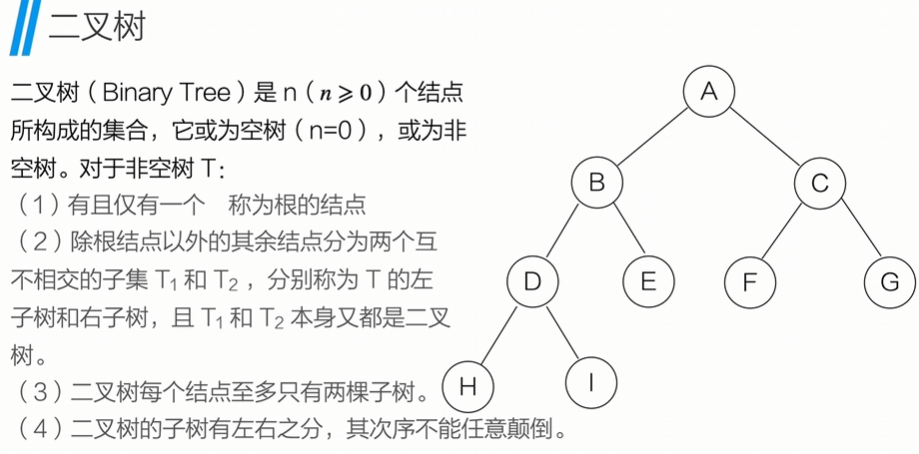 二叉树
二叉树（Binary Tree）是 n（n⩾0）个结点
所构成的集合，它或为空树（n=0），或为非
空树。对于非空树 T：
（1）有且仅有一个 称为根的结点
（2）除根结点以外的其余结点分为两个互
不相交的子集 T₁ 和 T₂ ，分别称为 T 的左
子树和右子树，且 T₁ 和 T₂ 本身又都是二叉
树。
（3）二叉树每个结点至多只有两棵子树。
（4）二叉树的子树有左右之分，其次序不能任意颠倒。
A
B C
D E F G
H I